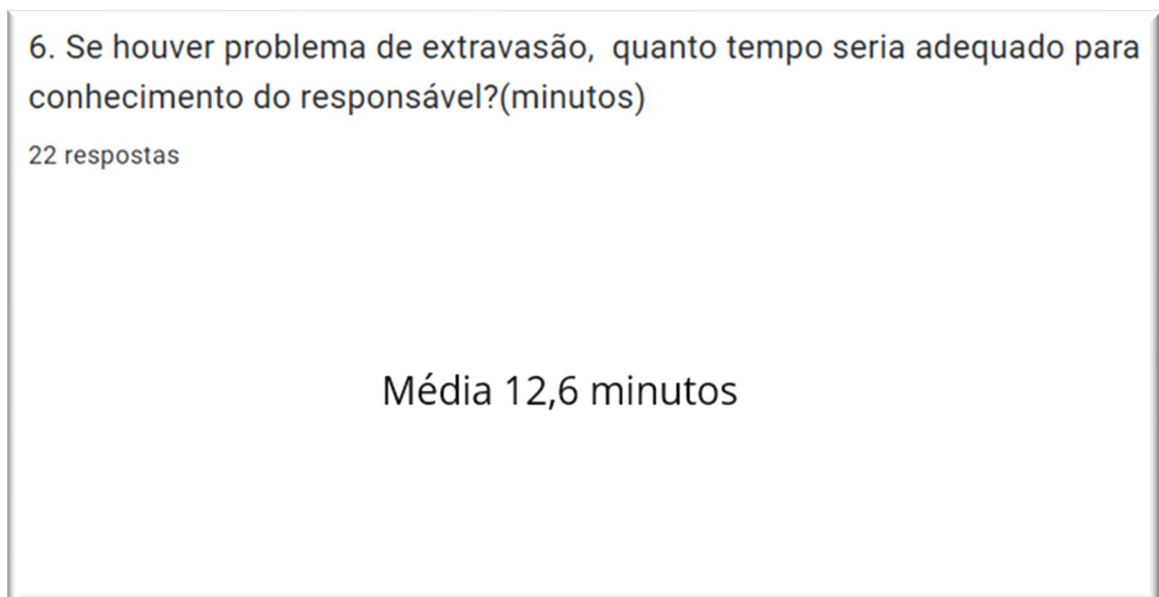 6. Se houver problema de extravasão, quanto tempo seria adequado para
conhecimento do responsável?(minutos)
22 respostas
Média 12,6 minutos